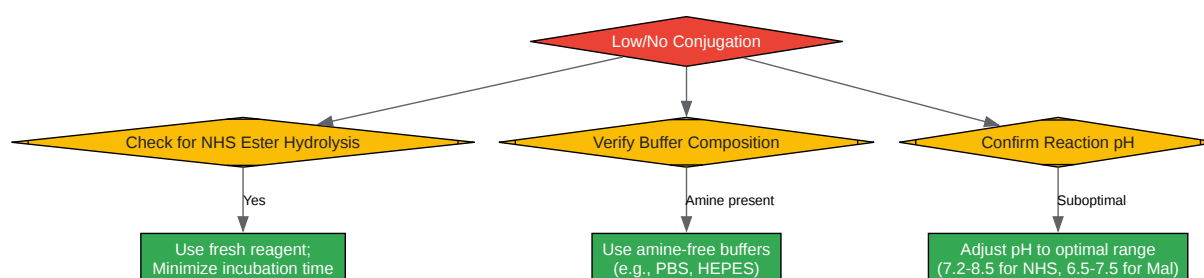 Low/No Conjugation
Check for NHS Ester Hydrolysis
Verify Buffer Composition
Confirm Reaction pH
Yes
Amine present
Suboptimal
Use fresh reagent;
Minimize incubation time
Use amine-free buffers
(e.g., PBS, HEPES)
Adjust pH to optimal range
(7.2-8.5 for NHS, 6.5-7.5 for Mal)